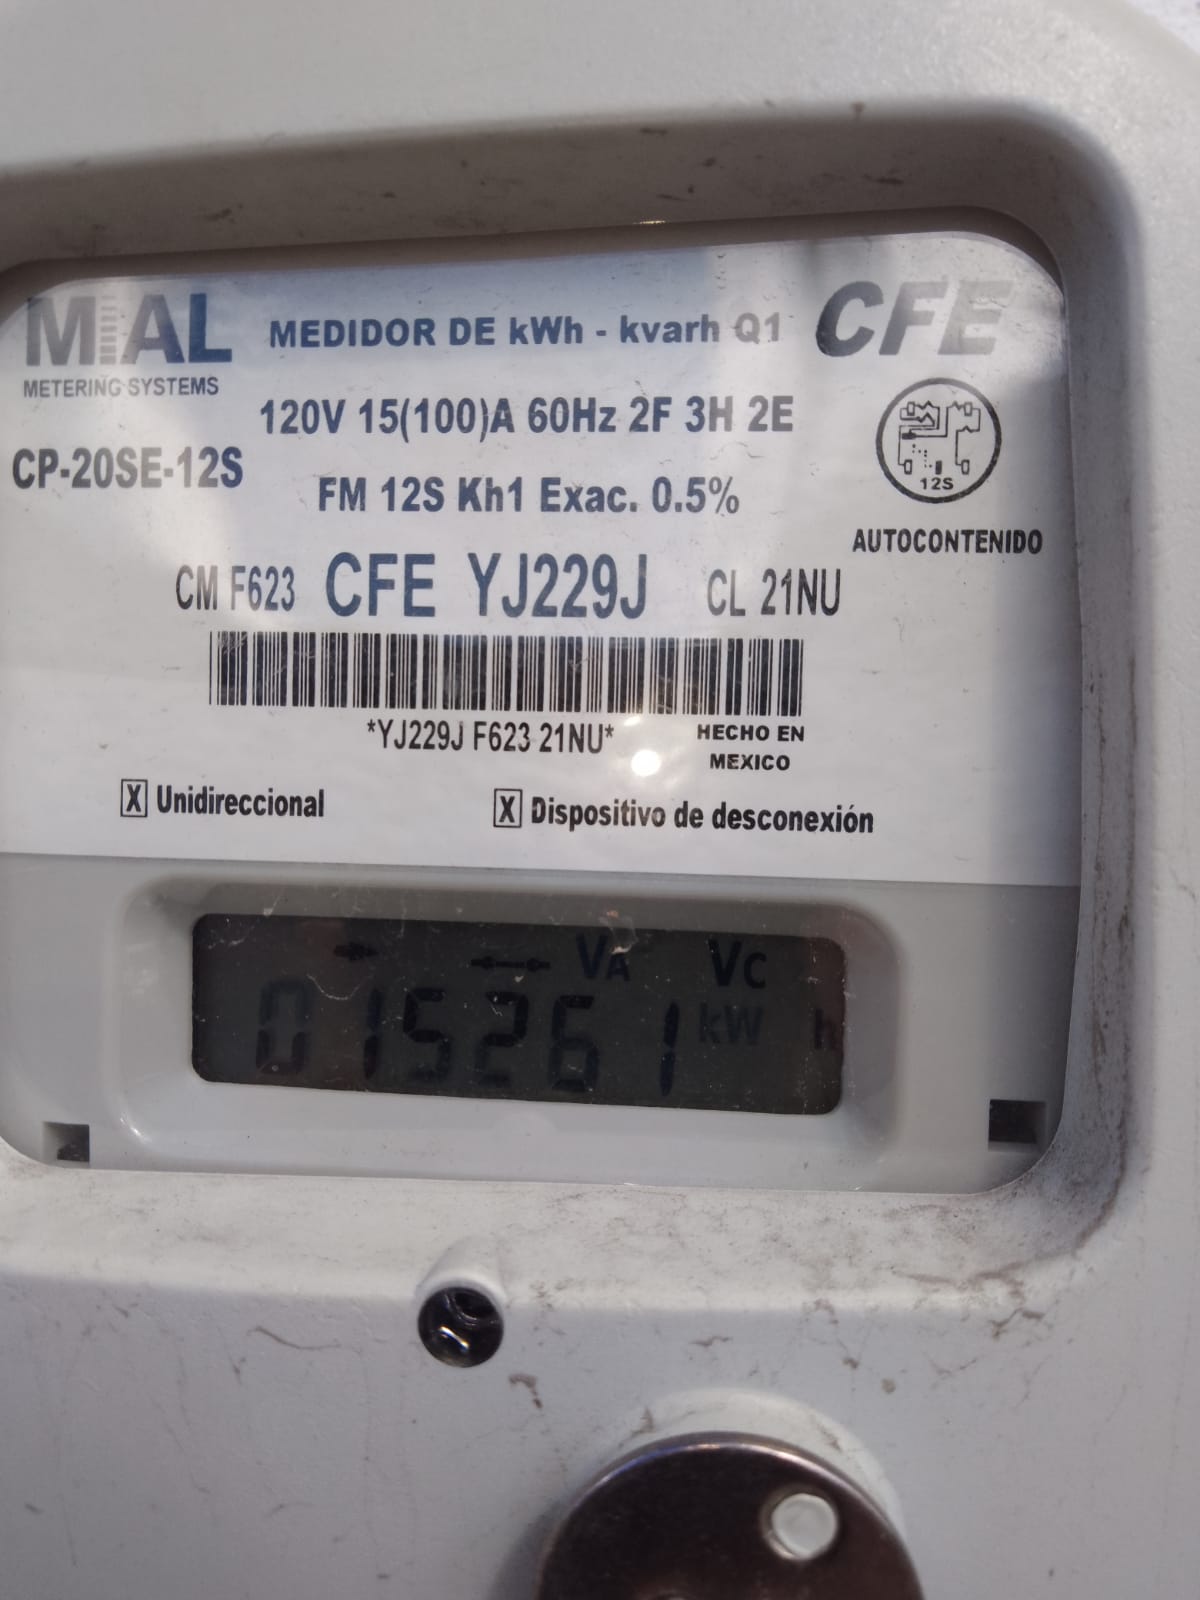 MIAL
METERING SYSTEMS
MEDIDOR DE kWh - kvarh Q1
CFE
120V 15(100)A 60Hz 2F 3H 2E
CP-20SE-12S
FM 12S Kh1 Exac. 0.5%
12S
AUTOCONTENIDO
CM F623 CFE YJ229J CL 21NU
*YJ229J F623 21NU*
HECHO EN
MEXICO
X Unidireccional
X Dispositivo de desconexión
VA VC
015261 kW h